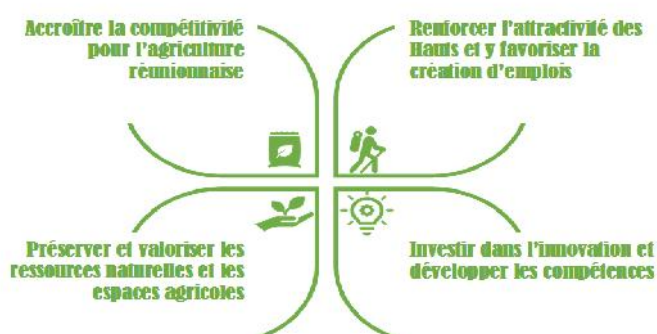 Accroître la compétitivité
pour l'agriculture
réunionnaise
Renforcer l'attractivité des
Hauts et y favoriser la
création d'emplois
Préserver et valoriser les
ressources naturelles et les
espaces agricoles
Investir dans l'innovation et
développer les compétences